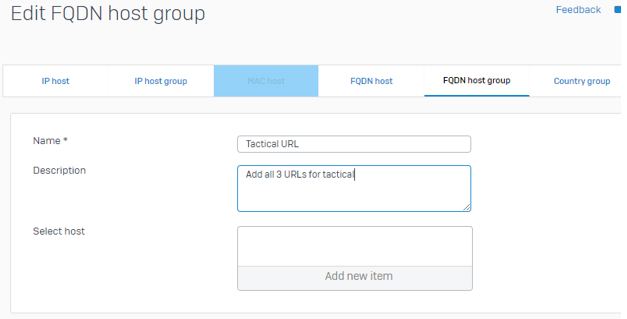 Edit FQDN host group
Feedback
IP host
IP host group
MAC host
FQDN host
FQDN host group
Country group
Name *
Tactical URL
Description
Add all 3 URLs for tactical
Select host
Add new item